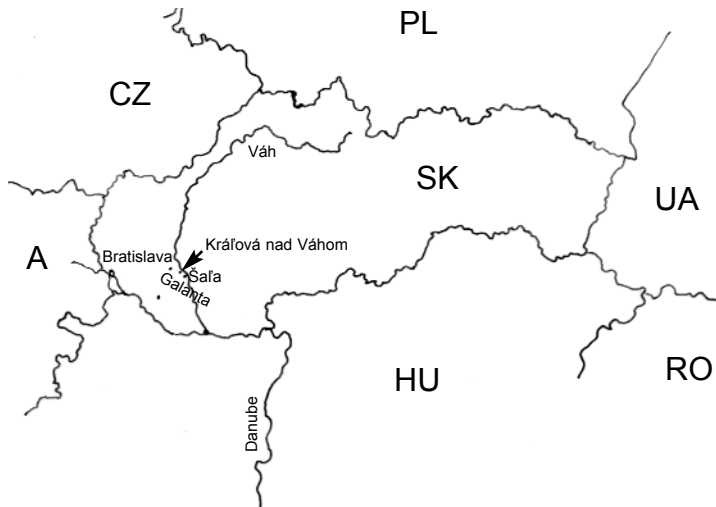 PL
CZ
Váh
SK
UA
Kráľová nad Váhom
A
Bratislava
Šaľa
Galanta
HU
RO
Danube